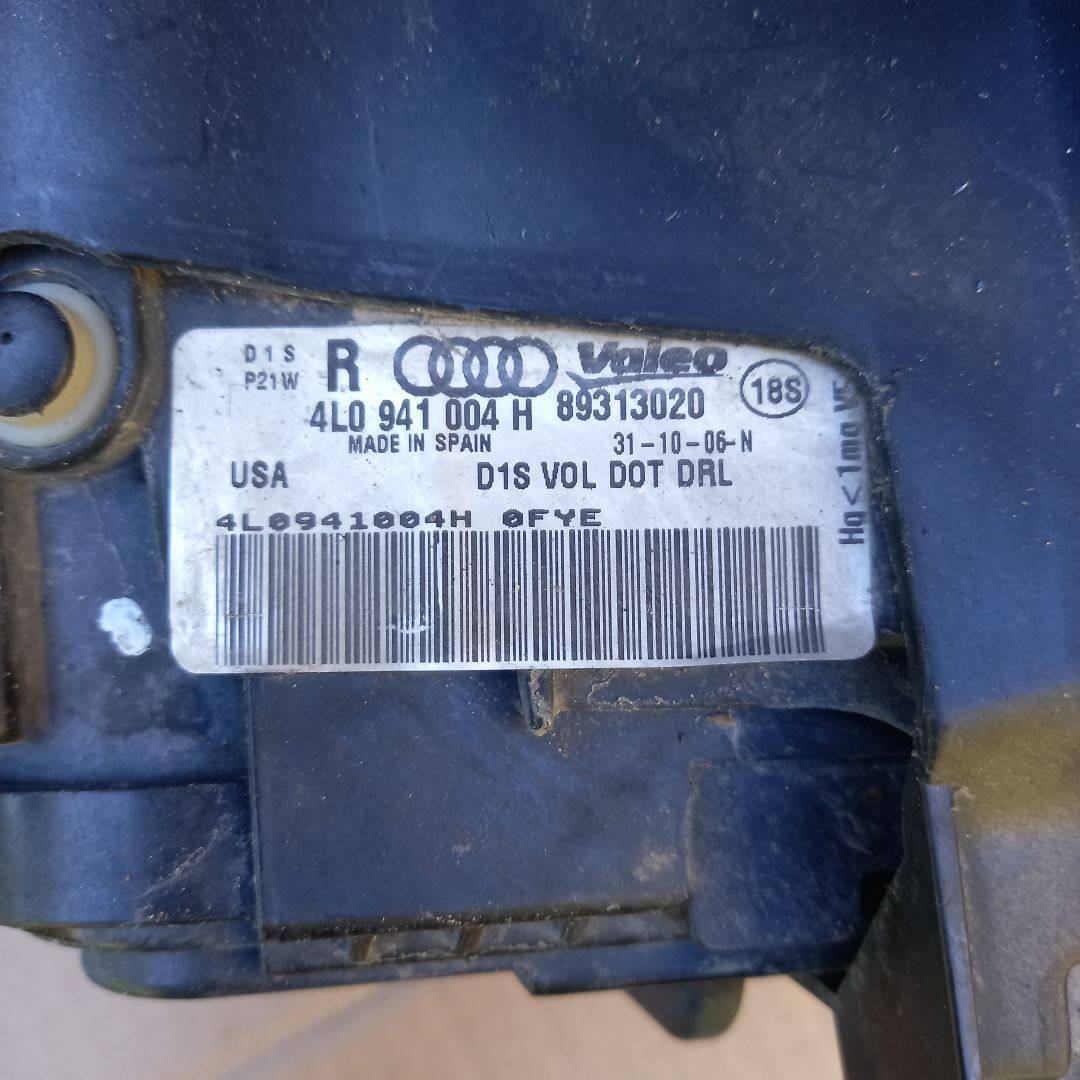 D1S R Valeo
P21W 18S
4L0 941 004 H 89313020
MADE IN SPAIN 31-10-06-N
USA D1S VOL DOT DRL
4L0941004H 0FYE
Hg<1mg